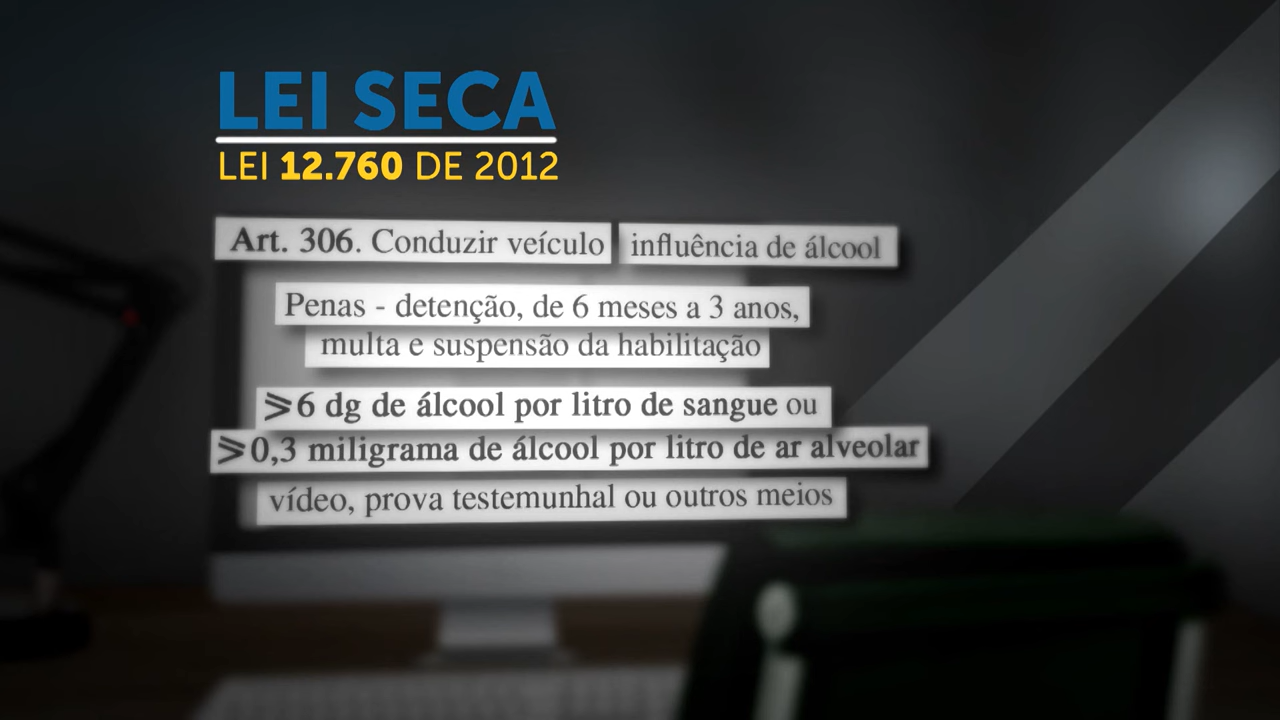 LEI SECA
LEI 12.760 DE 2012
Art. 306. Conduzir veículo influência de álcool
Penas - detenção, de 6 meses a 3 anos,
multa e suspensão da habilitação
⩾6 dg de álcool por litro de sangue ou
⩾0,3 miligrama de álcool por litro de ar alveolar
vídeo, prova testemunhal ou outros meios